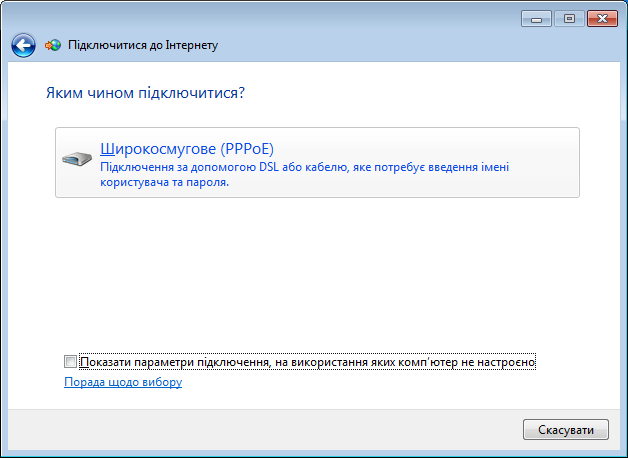 Підключитися до Інтернету
Яким чином підключитися?
Широкосмугове (PPPoE)
Підключення за допомогою DSL або кабелю, яке потребує введення імені
користувача та пароля.
Показати параметри підключення, на використання яких комп'ютер не настроєно
Порада щодо вибору
Скасувати